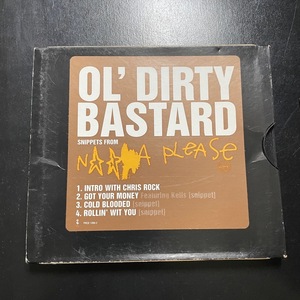 OL' DIRTY
BASTARD
SNIPPETS FROM
N★★★A PLEASE
1. INTRO WITH CHRIS ROCK
2. GOT YOUR MONEY Featuring Kelis [snippet]
3. COLD BLOODED [snippet]
4. ROLLIN' WIT YOU [snippet]